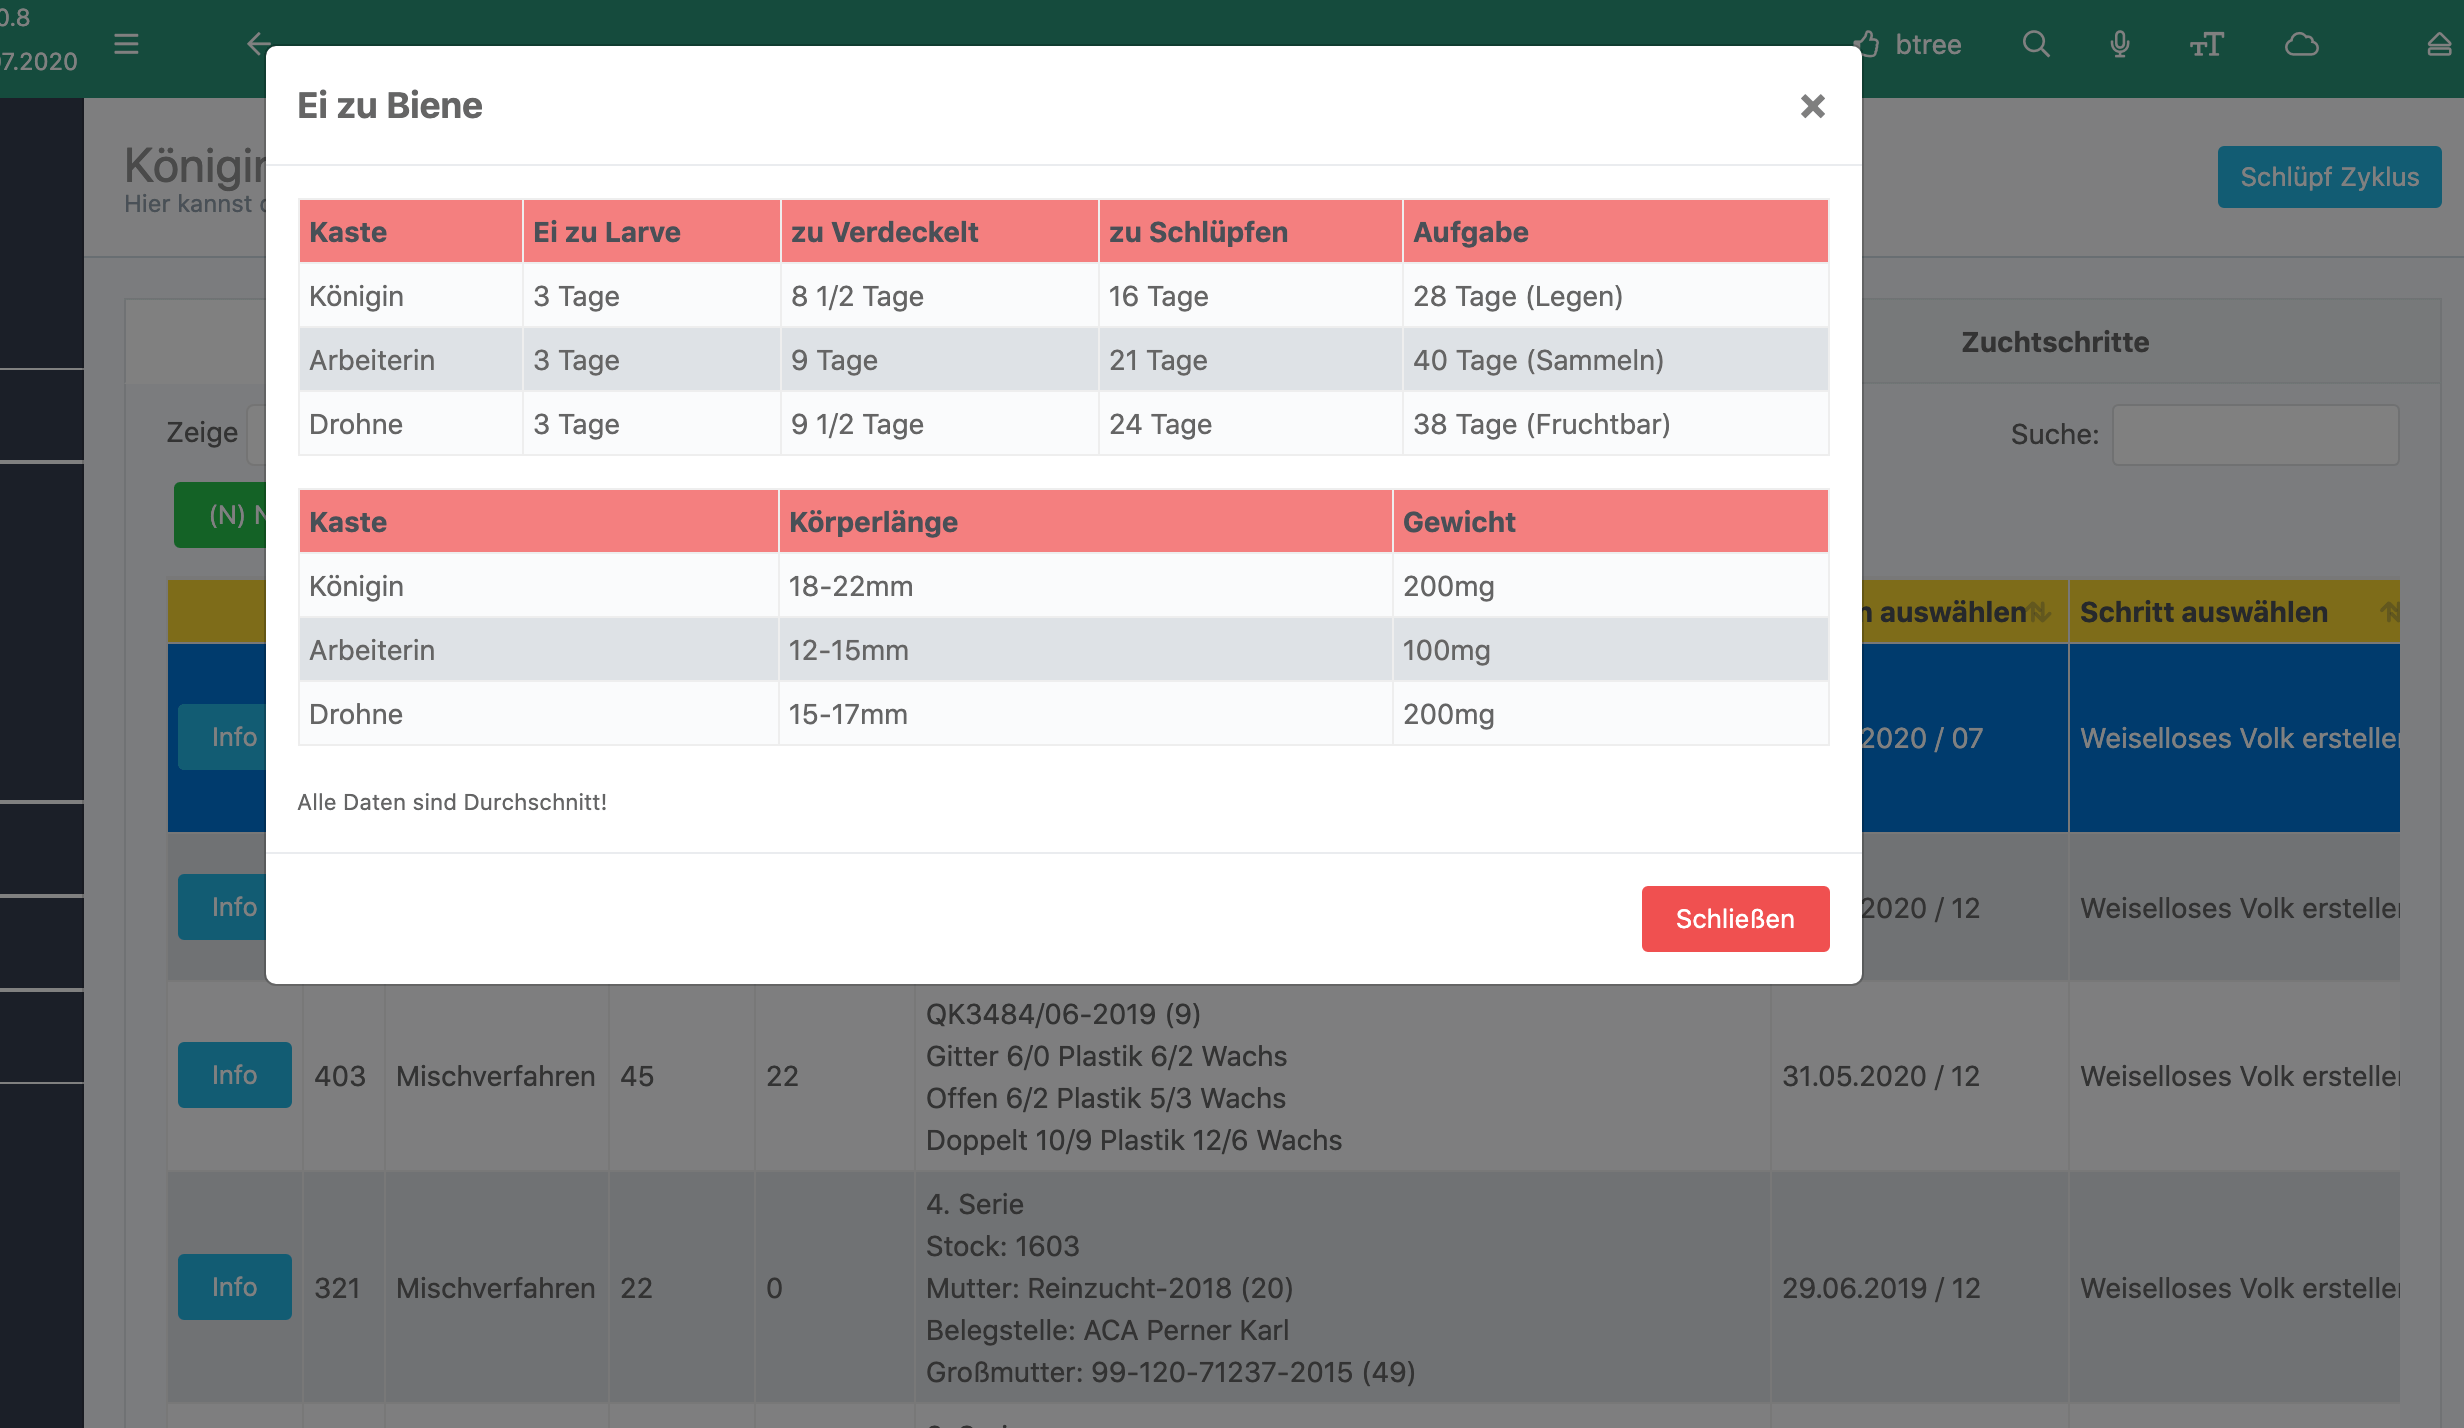 0.8
07.2020
btree
Ei zu Biene
Hier kannst
Schlüpf Zyklus
Kaste Ei zu Larve zu Verdeckelt zu Schlüpfen Aufgabe
Königin 3 Tage 8 1/2 Tage 16 Tage 28 Tage (Legen)
Arbeiterin 3 Tage 9 Tage 21 Tage 40 Tage (Sammeln)
Drohne 3 Tage 9 1/2 Tage 24 Tage 38 Tage (Fruchtbar)
Zuchtschritte
Zeige
Suche:
(N)
Kaste Körperlänge Gewicht
Königin 18-22mm 200mg
Arbeiterin 12-15mm 100mg
Drohne 15-17mm 200mg
auswählen Schritt auswählen
Info 2020 / 07 Weiselloses Volk
Alle Daten sind Durchschnitt!
Schließen
Info 2020 / 12 Weiselloses Volk
QK3484/06-2019 (9)
Gitter 6/0 Plastik 6/2 Wachs
Info 403 Mischverfahren 45 22 31.05.2020 / 12 Weiselloses Volk
Offen 6/2 Plastik 5/3 Wachs
Doppelt 10/9 Plastik 12/6 Wachs
4. Serie
Stock: 1603
Info 321 Mischverfahren 22 0 Mutter: Reinzucht-2018 (20) 29.06.2019 / 12 Weiselloses Volk
Belegstelle: ACA Perner Karl
Großmutter: 99-120-71237-2015 (49)